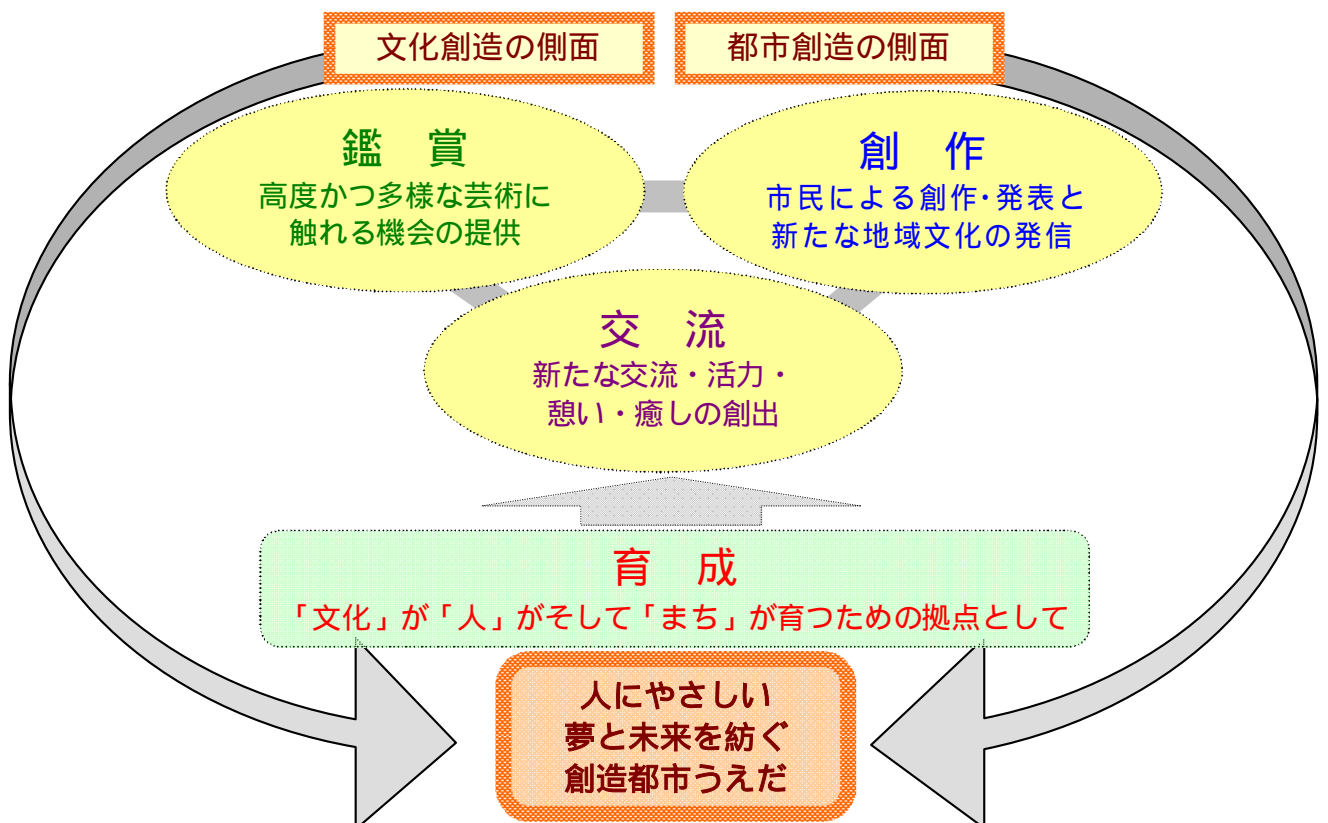 文化創造の側面
都市創造の側面
鑑　賞
高度かつ多様な芸術に
触れる機会の提供
創　作
市民による創作・発表と
新たな地域文化の発信
交　流
新たな交流・活力・
憩い・癒しの創出
育　成
「文化」が「人」がそして「まち」が育つための拠点として
人にやさしい
夢と未来を紡ぐ
創造都市うえだ